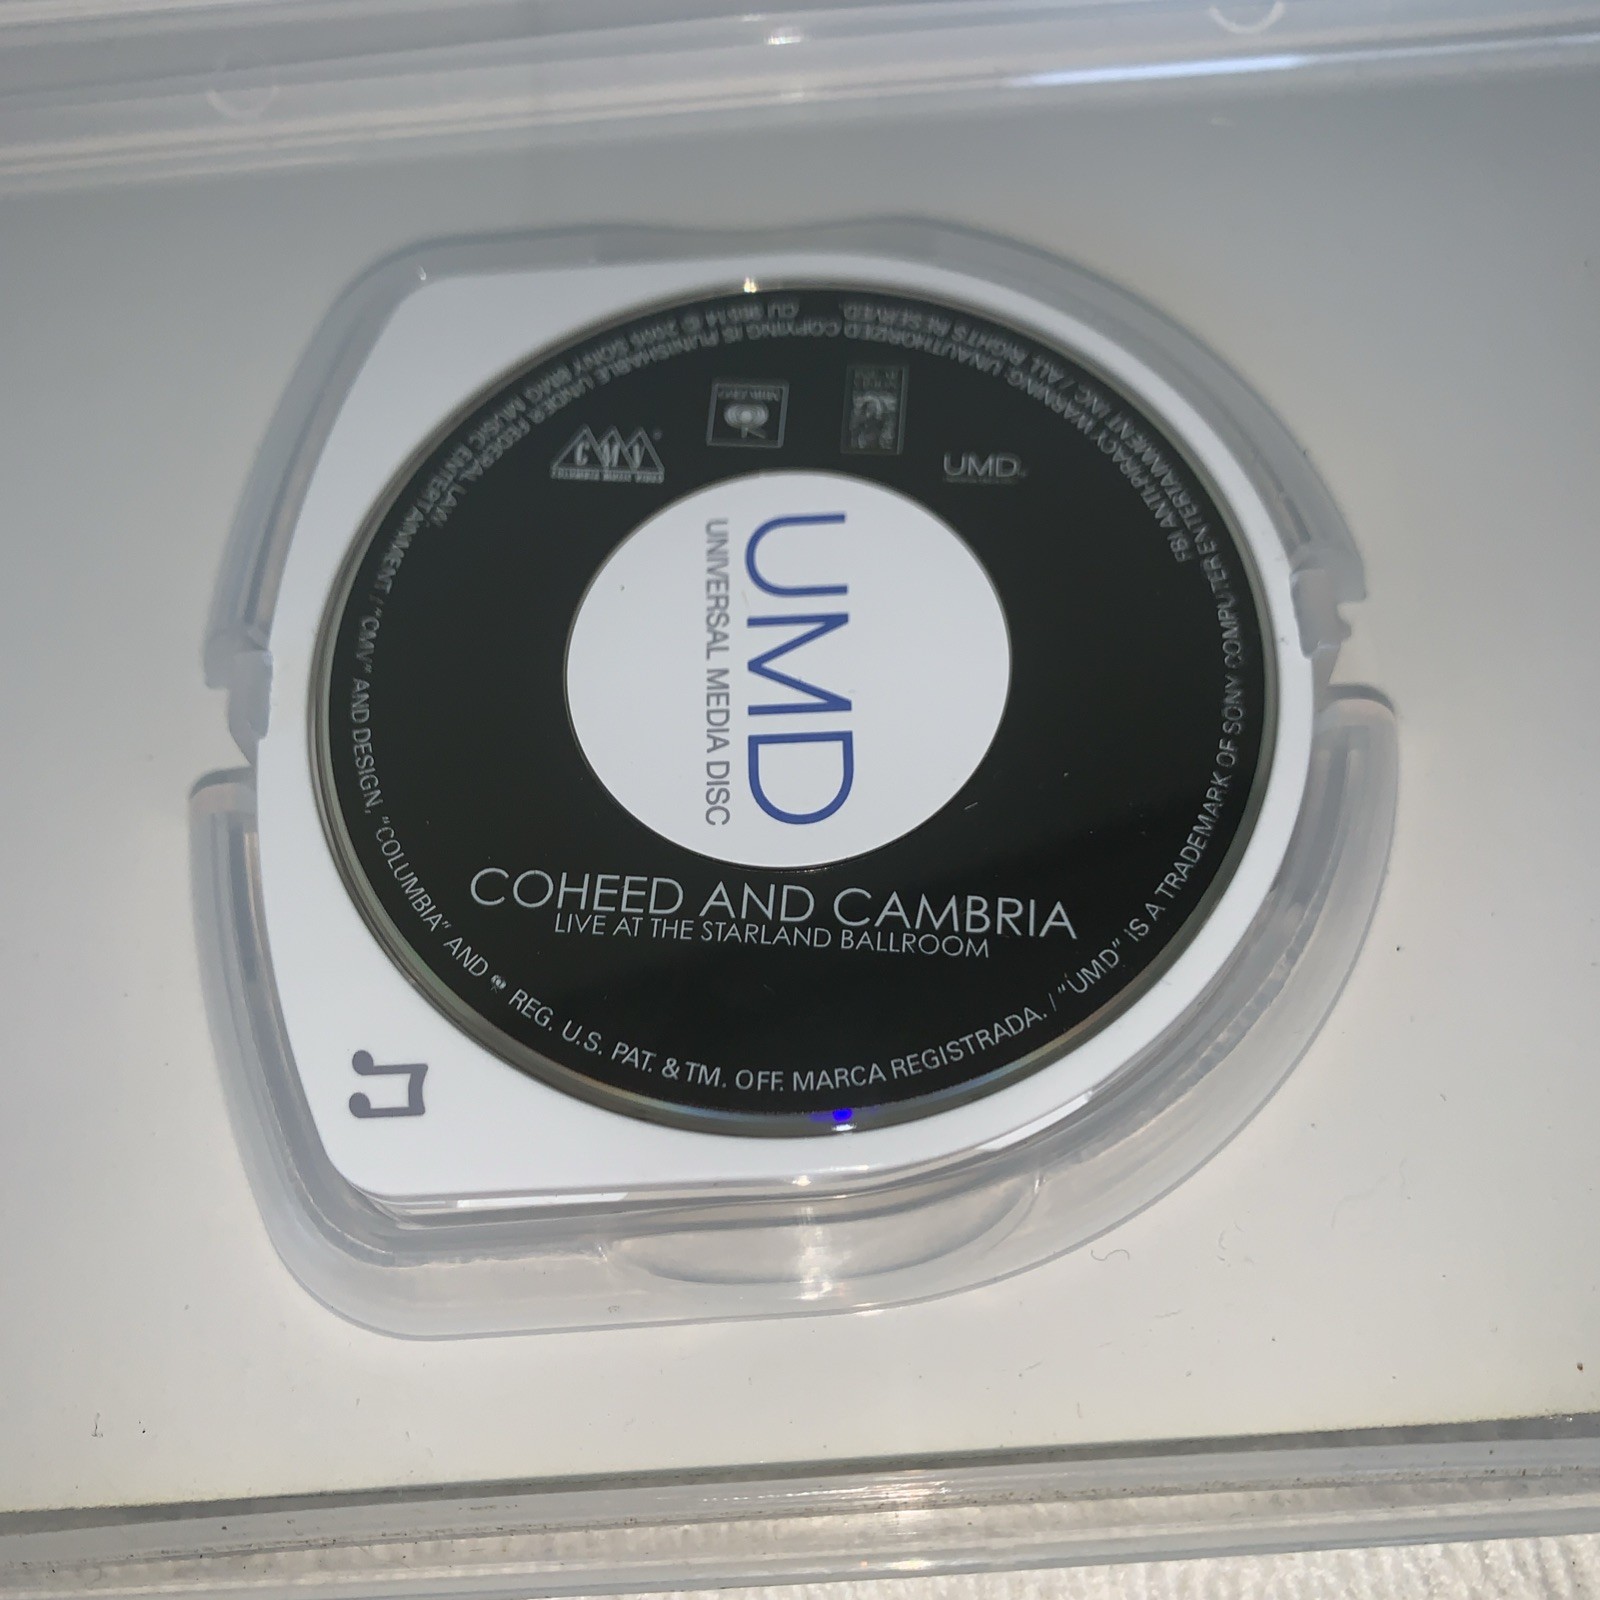 UMD
UNIVERSAL MEDIA DISC
COHEED AND CAMBRIA
LIVE AT THE STARLAND BALLROOM
CMV
UMD
FBI ANTI-PIRACY WARNING: UNAUTHORIZED COPYING IS PUNISHABLE UNDER FEDERAL LAW.
SONY BMG MUSIC ENTERTAINMENT / "CMV" AND DESIGN, "COLUMBIA" AND REG. U.S. PAT. & TM. OFF. MARCA REGISTRADA. / "UMD" IS A TRADEMARK OF SONY COMPUTER ENTERTAINMENT INC. / ALL RIGHTS RESERVED.